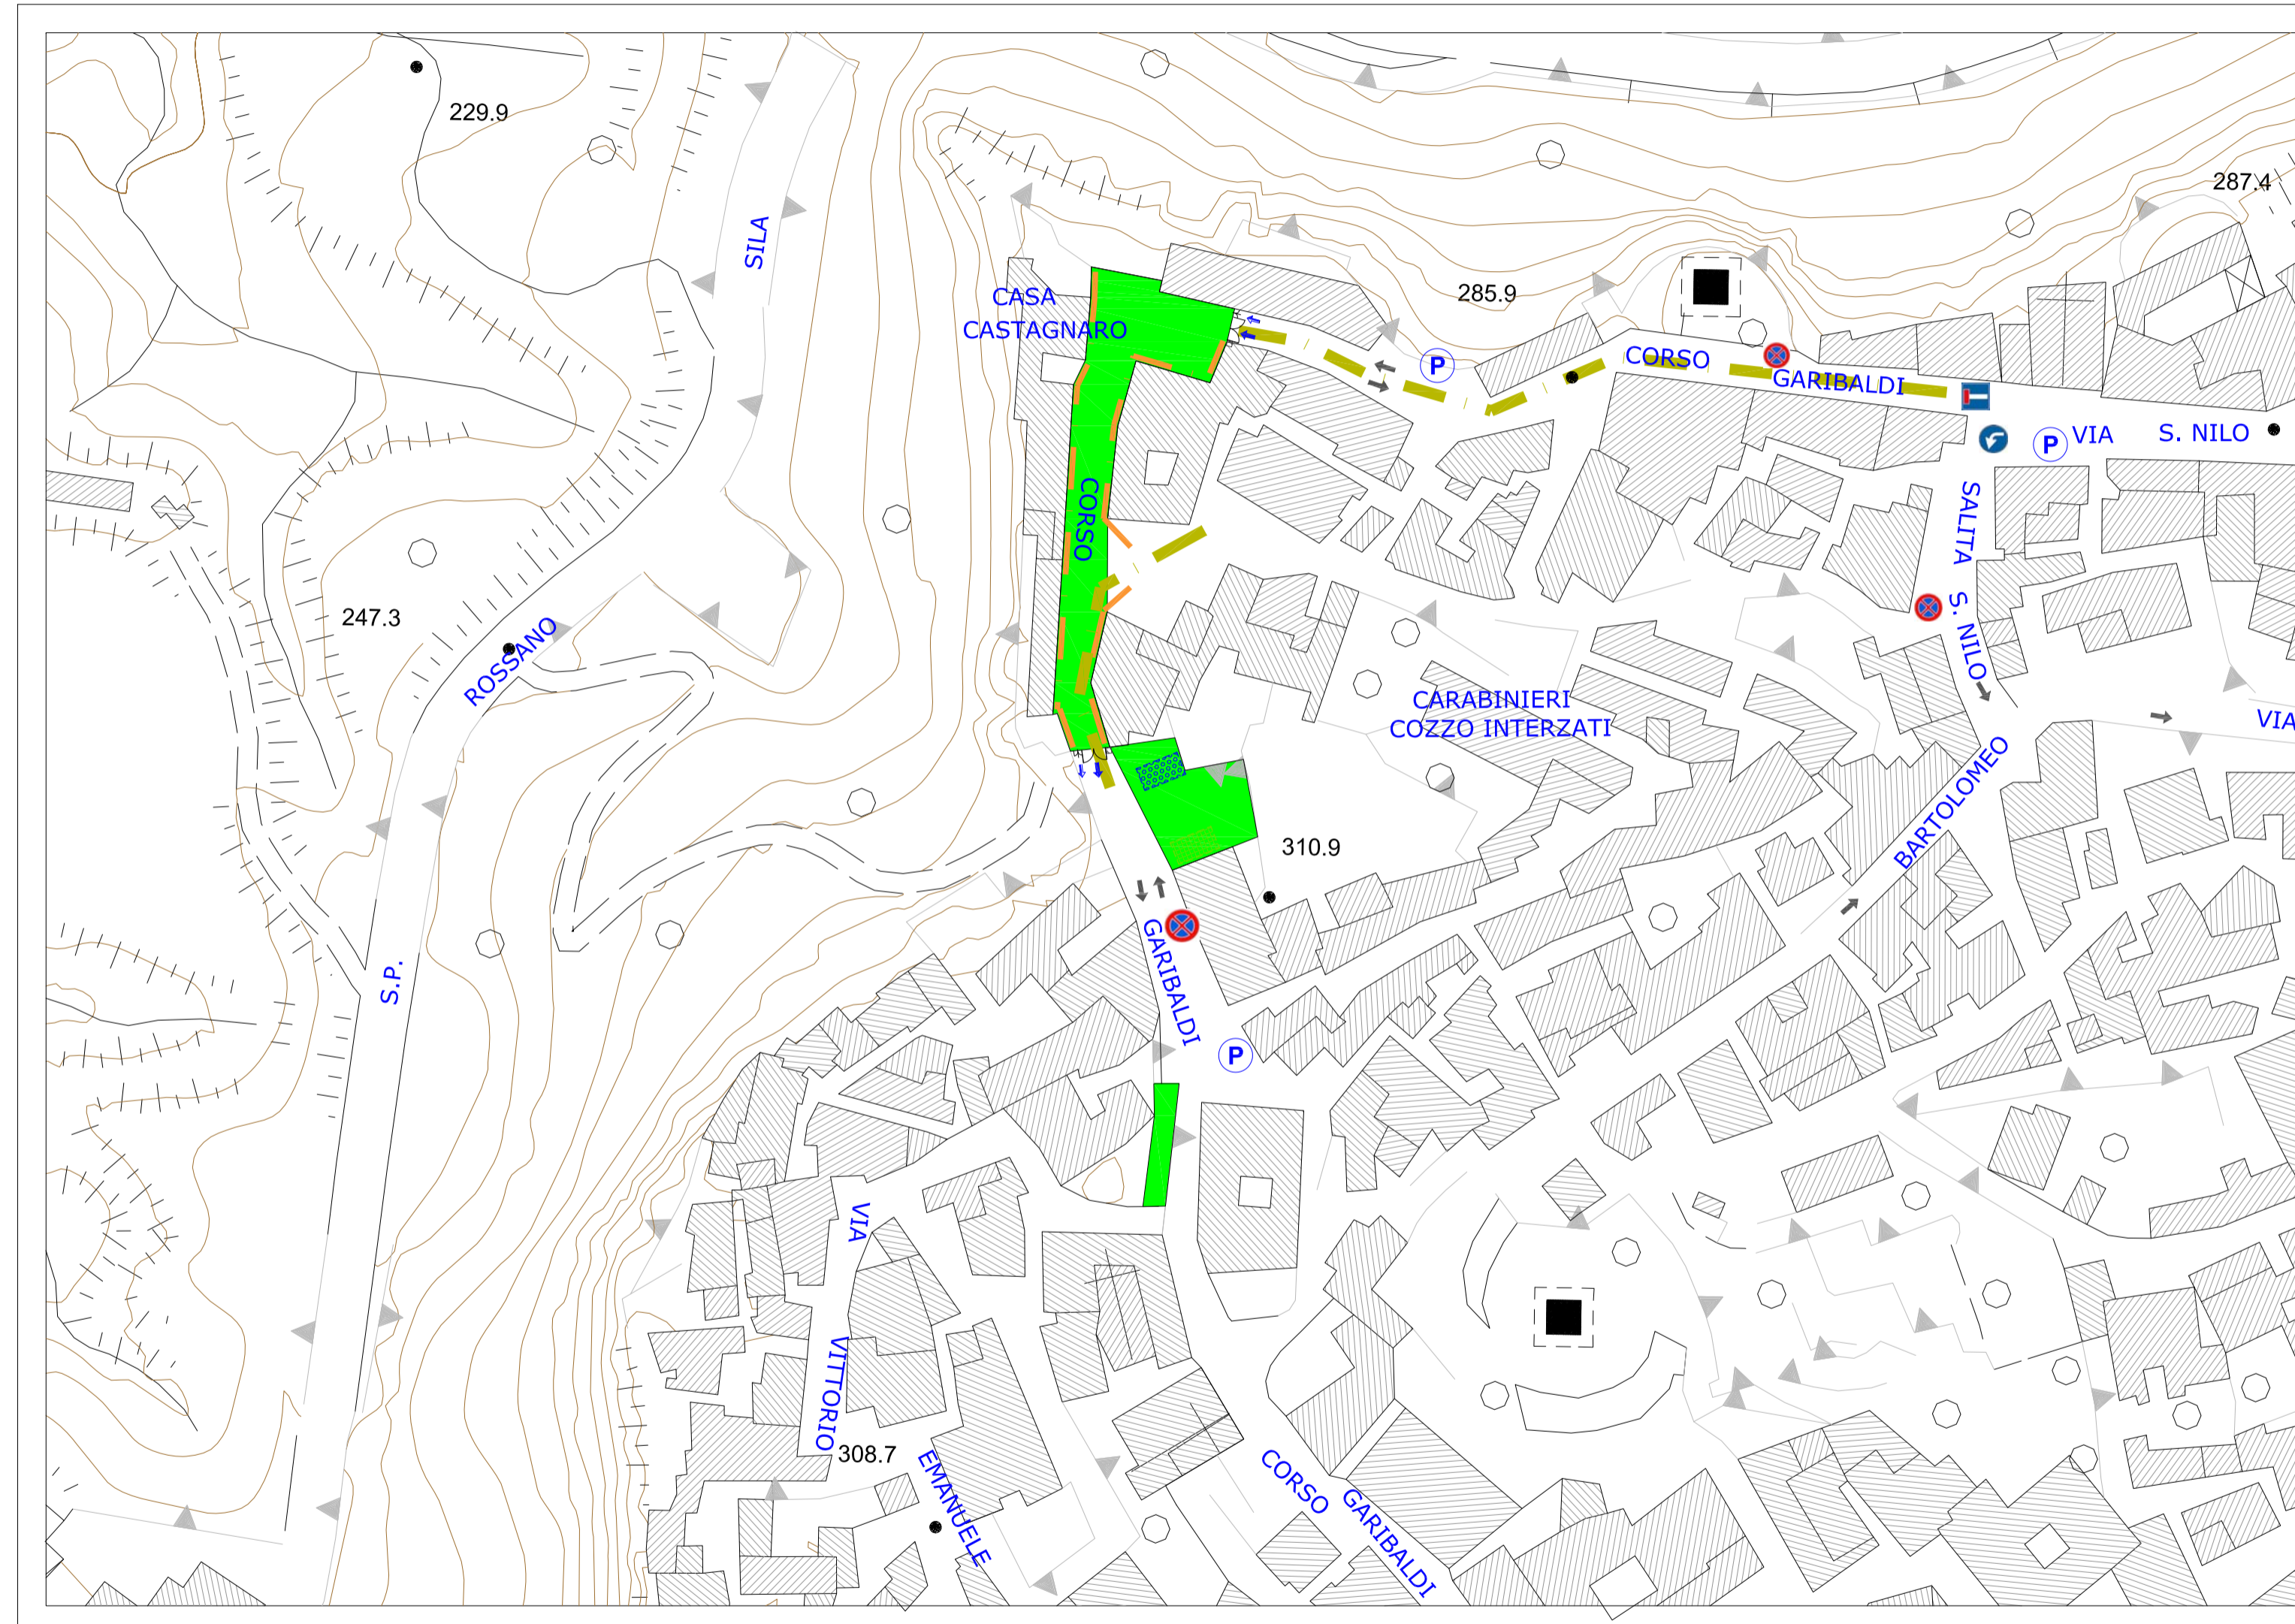 229.9
287.4
SILA
285.9
CASA
CASTAGNARO
CORSO
GARIBALDI
P
P
VIA
S. NILO
CORSO
SALITA
S. NILO
247.3
ROSSANO
CARABINIERI
COZZO INTERZATI
VIA
BARTOLOMEO
310.9
S.P.
GARIBALDI
P
VIA
VITTORIO
308.7
EMANUELE
CORSO
GARIBALDI